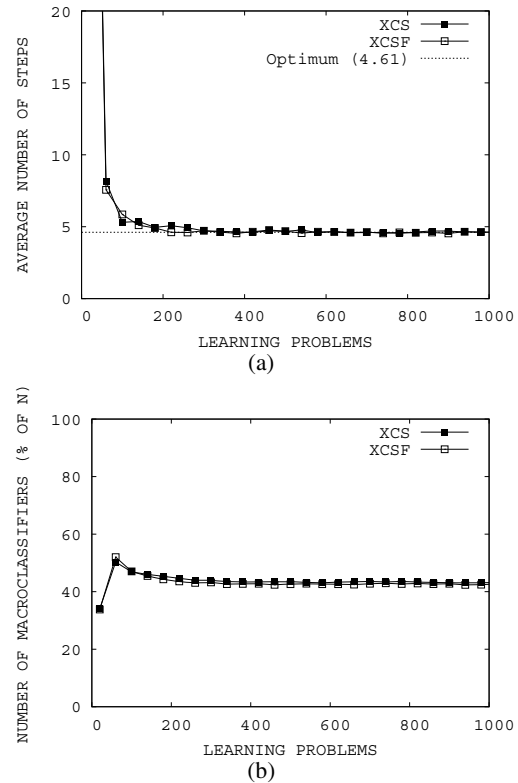 20
15
10
5
0
AVERAGE NUMBER OF STEPS
XCS
XCSF
Optimum (4.61)
0 200 400 600 800 1000
LEARNING PROBLEMS
(a)
100
80
60
40
20
0
NUMBER OF MACROCLASSIFIERS (% OF N)
XCS
XCSF
0 200 400 600 800 1000
LEARNING PROBLEMS
(b)